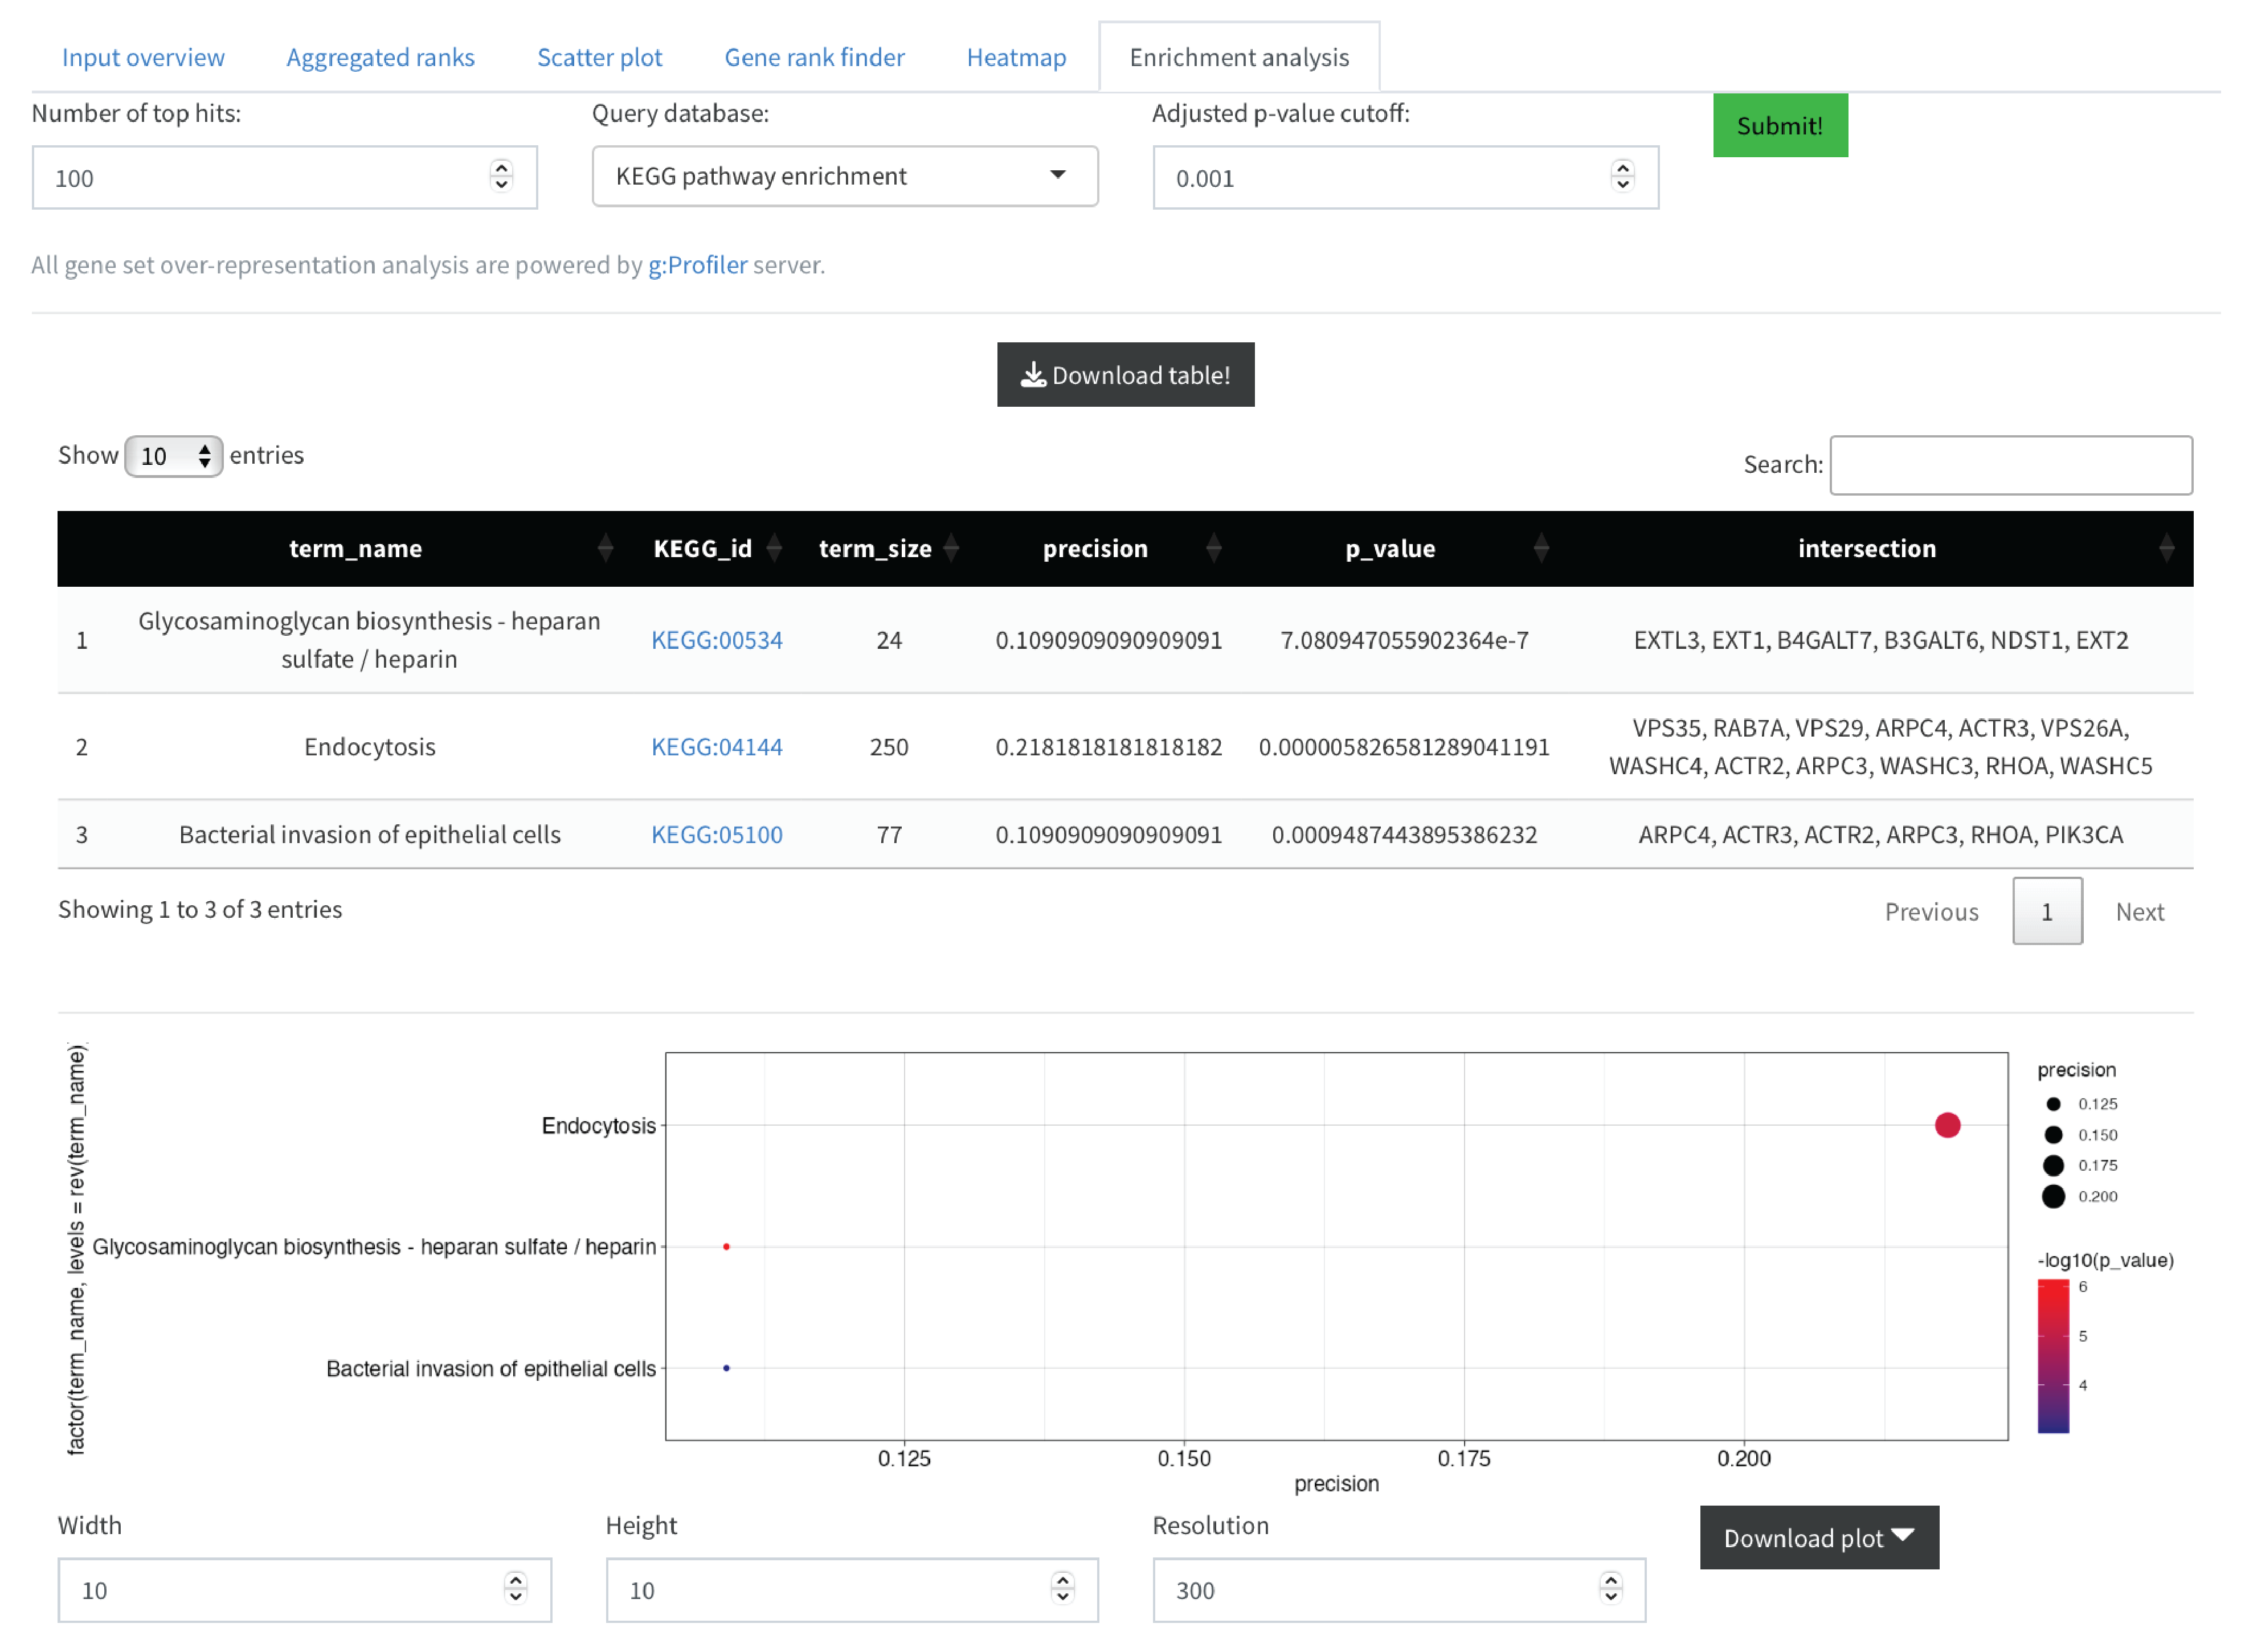 Input overview Aggregated ranks Scatter plot Gene rank finder Heatmap Enrichment analysis
Number of top hits: Query database: Adjusted p-value cutoff: Submit!
100 KEGG pathway enrichment 0.001
All gene set over-representation analysis are powered by g:Profiler server.
Download table!
Show 10 entries Search:
term_name KEGG_id term_size precision p_value intersection
1 Glycosaminoglycan biosynthesis - heparan sulfate / heparin KEGG:00534 24 0.1090909090909091 7.080947055902364e-7 EXTL3, EXT1, B4GALT7, B3GALT6, NDST1, EXT2
2 Endocytosis KEGG:04144 250 0.2181818181818182 0.000005826581289041191 VPS35, RAB7A, VPS29, ARPC4, ACTR3, VPS26A,
WASHC4, ACTR2, ARPC3, WASHC3, RHOA, WASHC5
3 Bacterial invasion of epithelial cells KEGG:05100 77 0.1090909090909091 0.0009487443895386232 ARPC4, ACTR3, ACTR2, ARPC3, RHOA, PIK3CA
Showing 1 to 3 of 3 entries Previous 1 Next
factor(term_name, levels = rev(term_name)
Endocytosis
Glycosaminoglycan biosynthesis - heparan sulfate / heparin
Bacterial invasion of epithelial cells
0.125 0.150 0.175 0.200
precision
precision
0.125
0.150
0.175
0.200
-log10(p_value)
6
5
4
Width Height Resolution Download plot
10 10 300